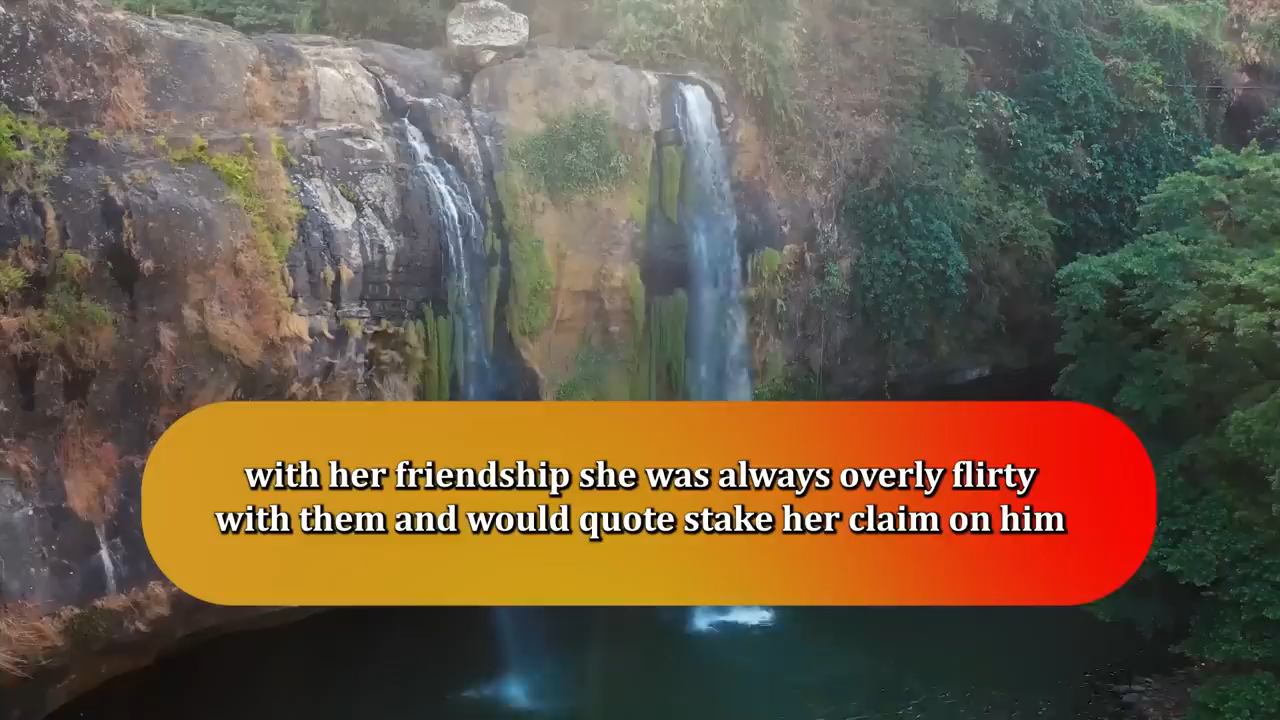 with her friendship she was always overly flirty
with them and would quote stake her claim on him